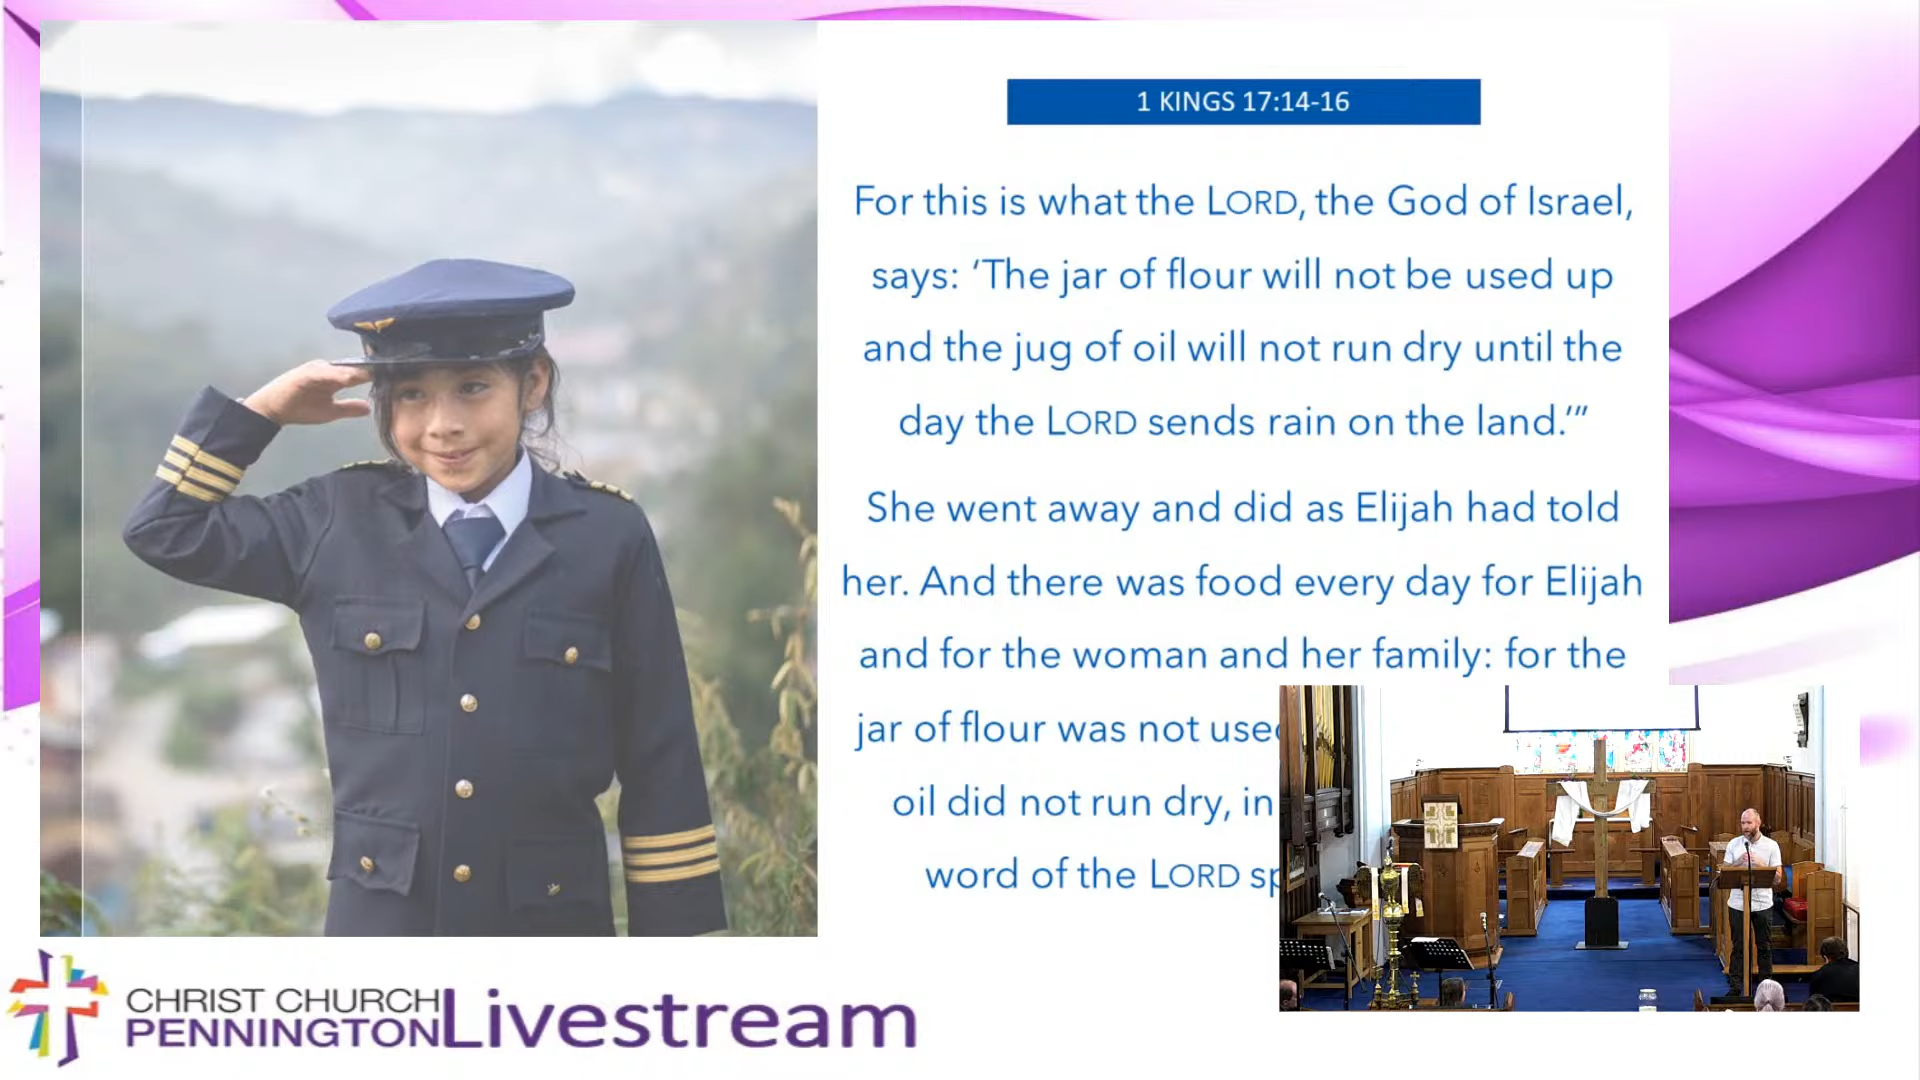 1 KINGS 17:14-16
For this is what the LORD, the God of Israel,
says: ‘The jar of flour will not be used up
and the jug of oil will not run dry until the
day the LORD sends rain on the land.’”
She went away and did as Elijah had told
her. And there was food every day for Elijah
and for the woman and her family: for the
jar of flour was not
oil did not run dry, in
word of the LORD
CHRIST CHURCH
PENNINGTON
Livestream